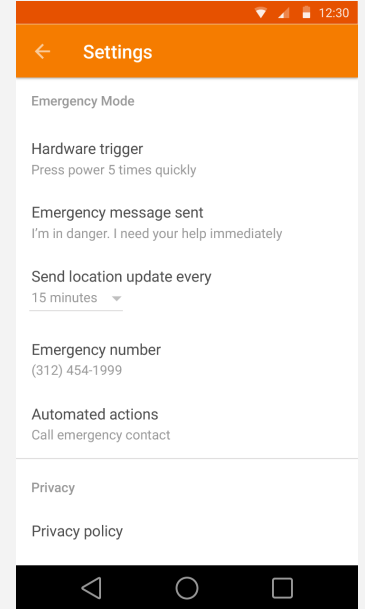 12:30
Settings
Emergency Mode
Hardware trigger
Press power 5 times quickly
Emergency message sent
I'm in danger. I need your help immediately
Send location update every
15 minutes
Emergency number
(312) 454-1999
Automated actions
Call emergency contact
Privacy
Privacy policy